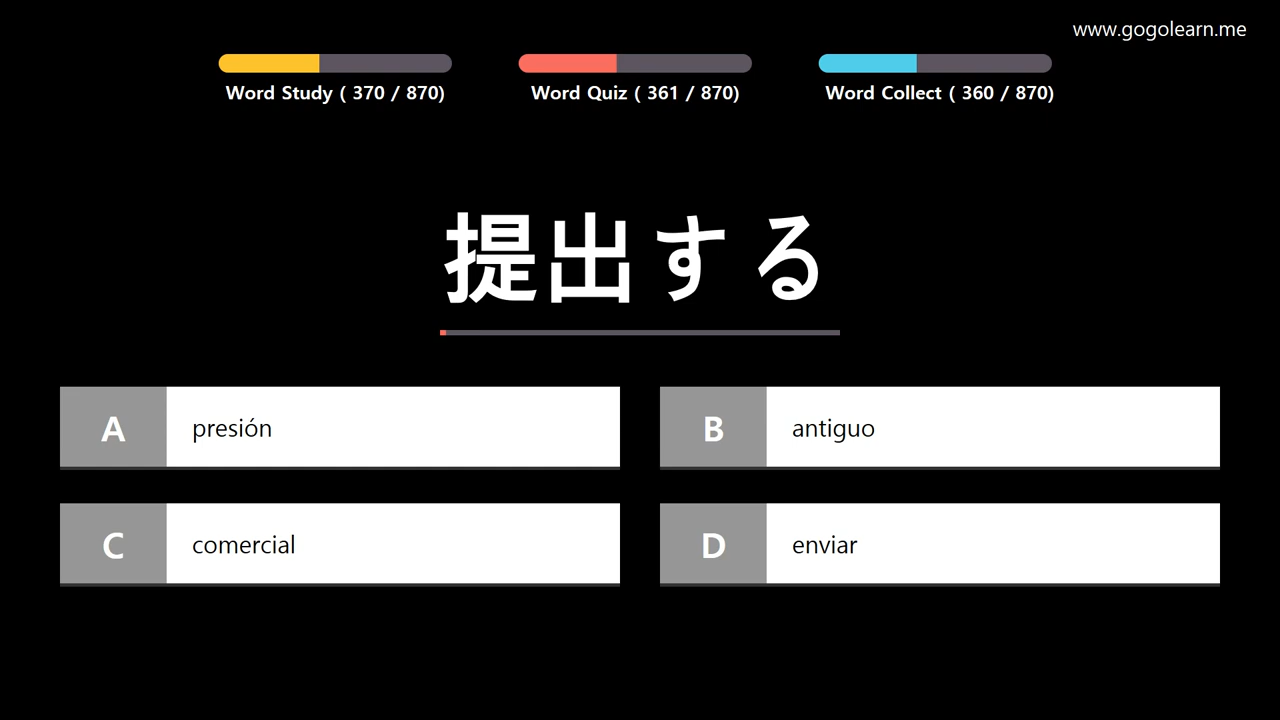 www.gogolearn.me
Word Study ( 370 / 870)
Word Quiz ( 361 / 870)
Word Collect ( 360 / 870)
提出する
A presión
B antiguo
C comercial
D enviar